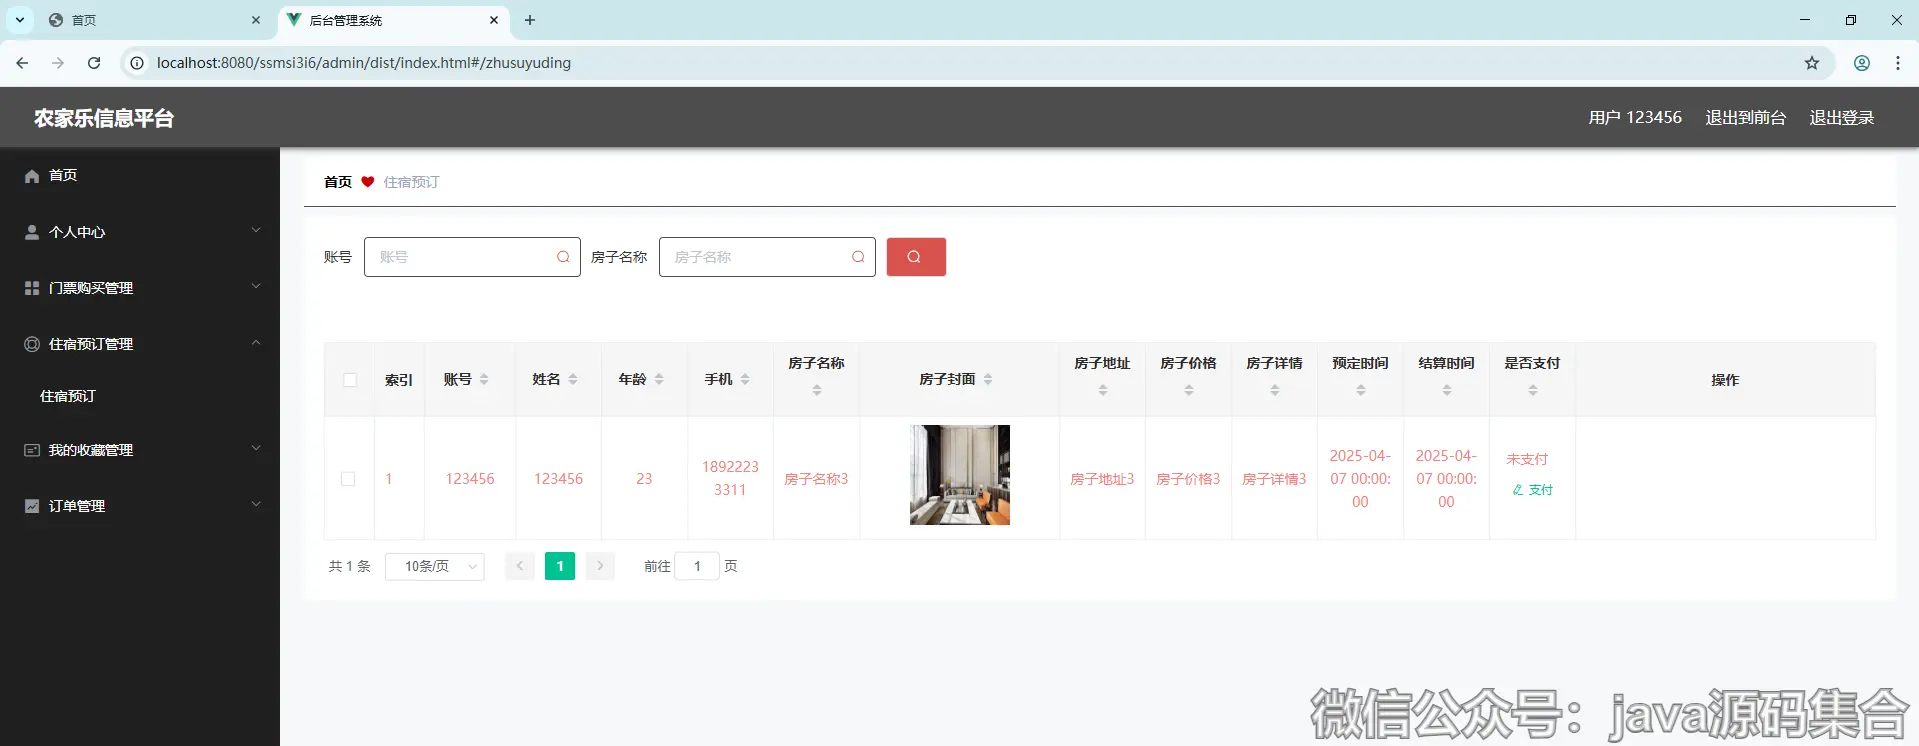 首页
后台管理系统
localhost:8080/ssmsi3i6/admin/dist/index.html#/zhusuyuding
农家乐信息平台
用户 123456 退出到前台 退出登录
首页
个人中心
门票购买管理
住宿预订管理
住宿预订
我的收藏管理
订单管理
首页 住宿预订
账号 账号 房子名称 房子名称
索引 账号 姓名 年龄 手机 房子名称 房子封面 房子地址 房子价格 房子详情 预定时间 结算时间 是否支付 操作
1 123456 123456 23 1892223 房子名称3 房子地址3 房子价格3 房子详情3 2025-04- 2025-04- 未支付
3311 07 00:00: 07 00:00: 支付
00 00
共 1 条 10条/页 1 前往 1 页
微信公众号：java源码集合